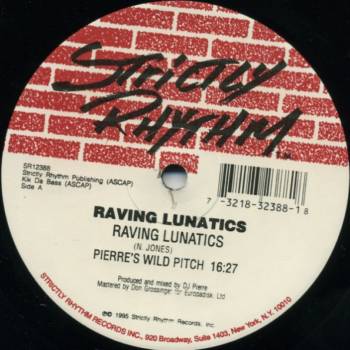 STRICTLY
RHYTHM
SR12388
Strictly Rhythm Publishing (ASCAP)
Kik Da Bass (ASCAP)
Side A
7 -3218-32388-1 8
RAVING LUNATICS
RAVING LUNATICS
(N. JONES)
PIERRE'S WILD PITCH 16:27
Produced and mixed by DJ Pierre
Mastered by Don Grossinger for Eurosadisk, Ltd
©℗ 1995 Strictly Rhythm Records, Inc.
STRICTLY RHYTHM RECORDS INC., 920 Broadway, Suite 1403, New York, N.Y. 10010